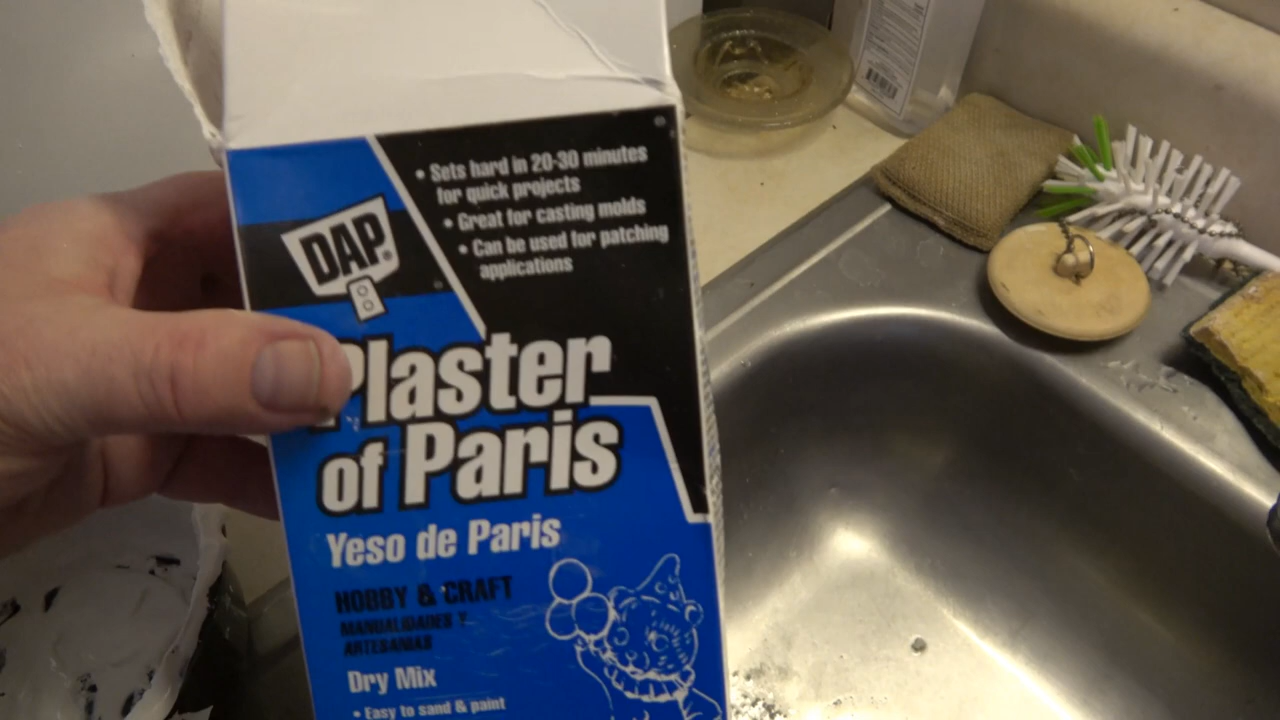 • Sets hard in 20-30 minutes
for quick projects
• Great for casting molds
• Can be used for patching
applications
DAP®
Plaster
of Paris
Yeso de Paris
HOBBY & CRAFT
MANUALIDADES Y
ARTESANIAS
Dry Mix
• Easy to sand & paint